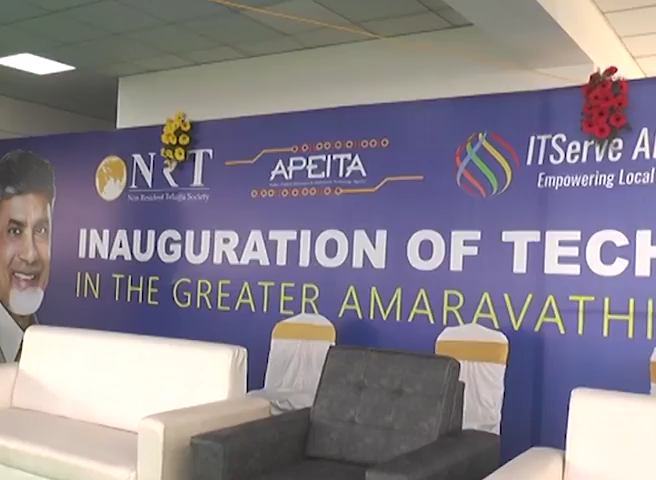 NRT
Non Resident Telugu Society
APEITA
ITServe
Empowering Local
INAUGURATION OF TECH
IN THE GREATER AMARAVATHI